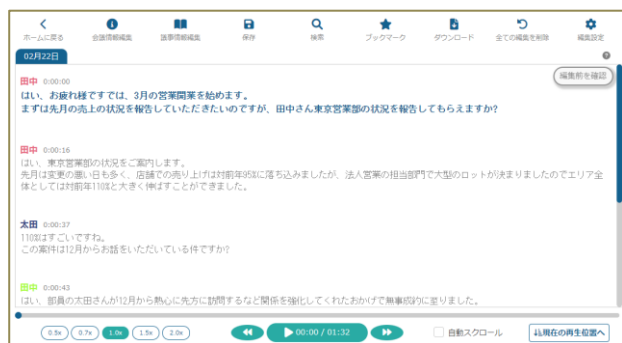 ホームに戻る 会議情報編集 議事情報編集 保存 検索 ブックマーク ダウンロード 全ての編集を削除 編集設定
02月22日
編集前を確認
田中 0:00:00
はい、お疲れ様ですでは、3月の営業開業を始めます。
まずは先月の売上の状況を報告していただきたいのですが、田中さん東京営業部の状況を報告してもらえますか?
田中 0:00:16
はい、東京営業部の状況をご案内します。
先月は変更の悪い日も多く、店舗での売り上げは対前年95%に落ち込みましたが、法人営業の担当部門で大型のロットが決まりましたのでエリア全
体としては対前年110%と大きく伸ばすことができました。
太田 0:00:37
110%はすごいですね。
この案件は12月からお話をいただいている件ですか?
田中 0:00:43
はい、部員の太田さんが12月から熱心に先方に訪問するなど関係を強化してくれたおかげで無事成約に至りました。
0.5x 0.7x 1.0x 1.5x 2.0x 00:00 / 01:32 自動スクロール 現在の再生位置へ